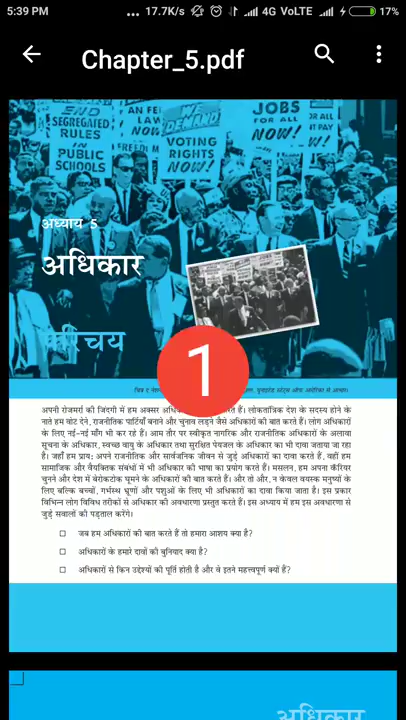 5:39 PM ... 17.7K/s 4G VoLTE 17%
Chapter_5.pdf
END SEGREGATED RULES IN PUBLIC SCHOOLS
WE DEMAND VOTING RIGHTS NOW!
JOBS FOR ALL NOW!
अध्याय 5
अधिकार
परिचय
1
अपनी रोजमर्रा की जिंदगी में हम अक्सर करते हैं। लोकतांत्रिक देश के सदस्य होने के
नाते हम वोट देने, राजनीतिक पार्टियाँ बनाने और चुनाव लड़ने जैसे अधिकारों की बात करते हैं। लोग अधिकारों
के लिए नई-नई माँग भी कर रहे हैं। आम तौर पर स्वीकृत नागरिक और राजनीतिक अधिकारों के अलावा
सूचना के अधिकार, स्वच्छ वायु के अधिकार तथा सुरक्षित पेयजल के अधिकार का भी दावा जताया जा रहा
है। जहाँ हम प्राय: अपने राजनीतिक और सार्वजनिक जीवन से जुड़े अधिकारों का दावा करते हैं, वहीं हम
सामाजिक और वैयक्तिक संबंधों में भी अधिकार की भाषा का प्रयोग करते हैं। मसलन, हम अपना कॅरियर
चुनने और देश में बेरोकटोक घूमने के अधिकारों की बात करते हैं। और तो और, न केवल वयस्क मनुष्यों के
लिए बल्कि बच्चों, गर्भस्थ भ्रूणों और पशुओं के लिए भी अधिकारों का दावा किया जाता है। इस प्रकार
विभिन्न लोग विविध तरीकों से अधिकार की अवधारणा प्रस्तुत करते हैं। इस अध्याय में हम इस अवधारणा से
जुड़े सवालों की पड़ताल करेंगे।
जब हम अधिकारों की बात करते हैं तो हमारा आशय क्या है?
अधिकारों के हमारे दावों की बुनियाद क्या है?
अधिकारों से किन उद्देश्यों की पूर्ति होती है और वे इतने महत्त्वपूर्ण क्यों हैं?
अधिकार